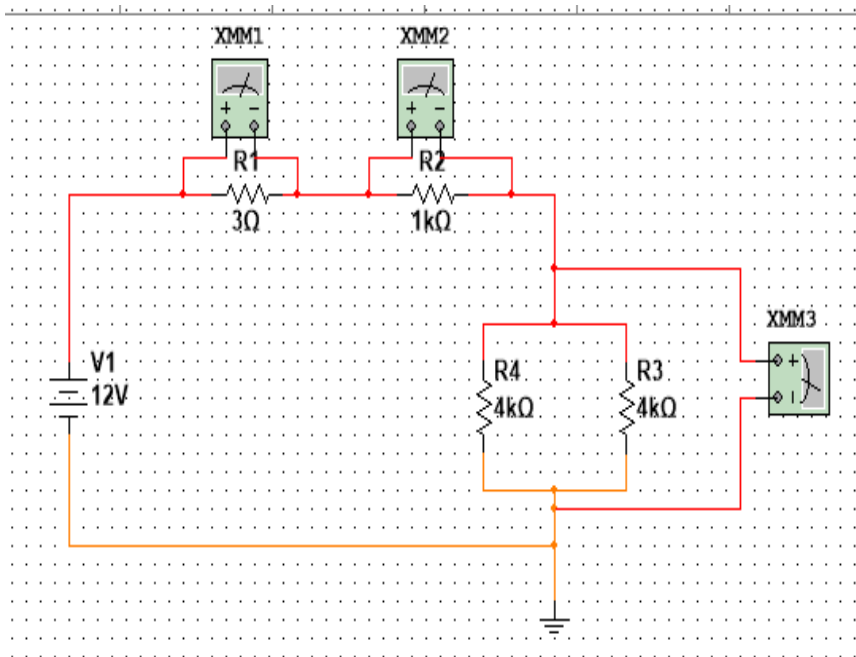 XMM1
XMM2
+ −
+ −
R1
R2
3Ω
1kΩ
XMM3
V1
12V
R4
4kΩ
R3
4kΩ
+
−